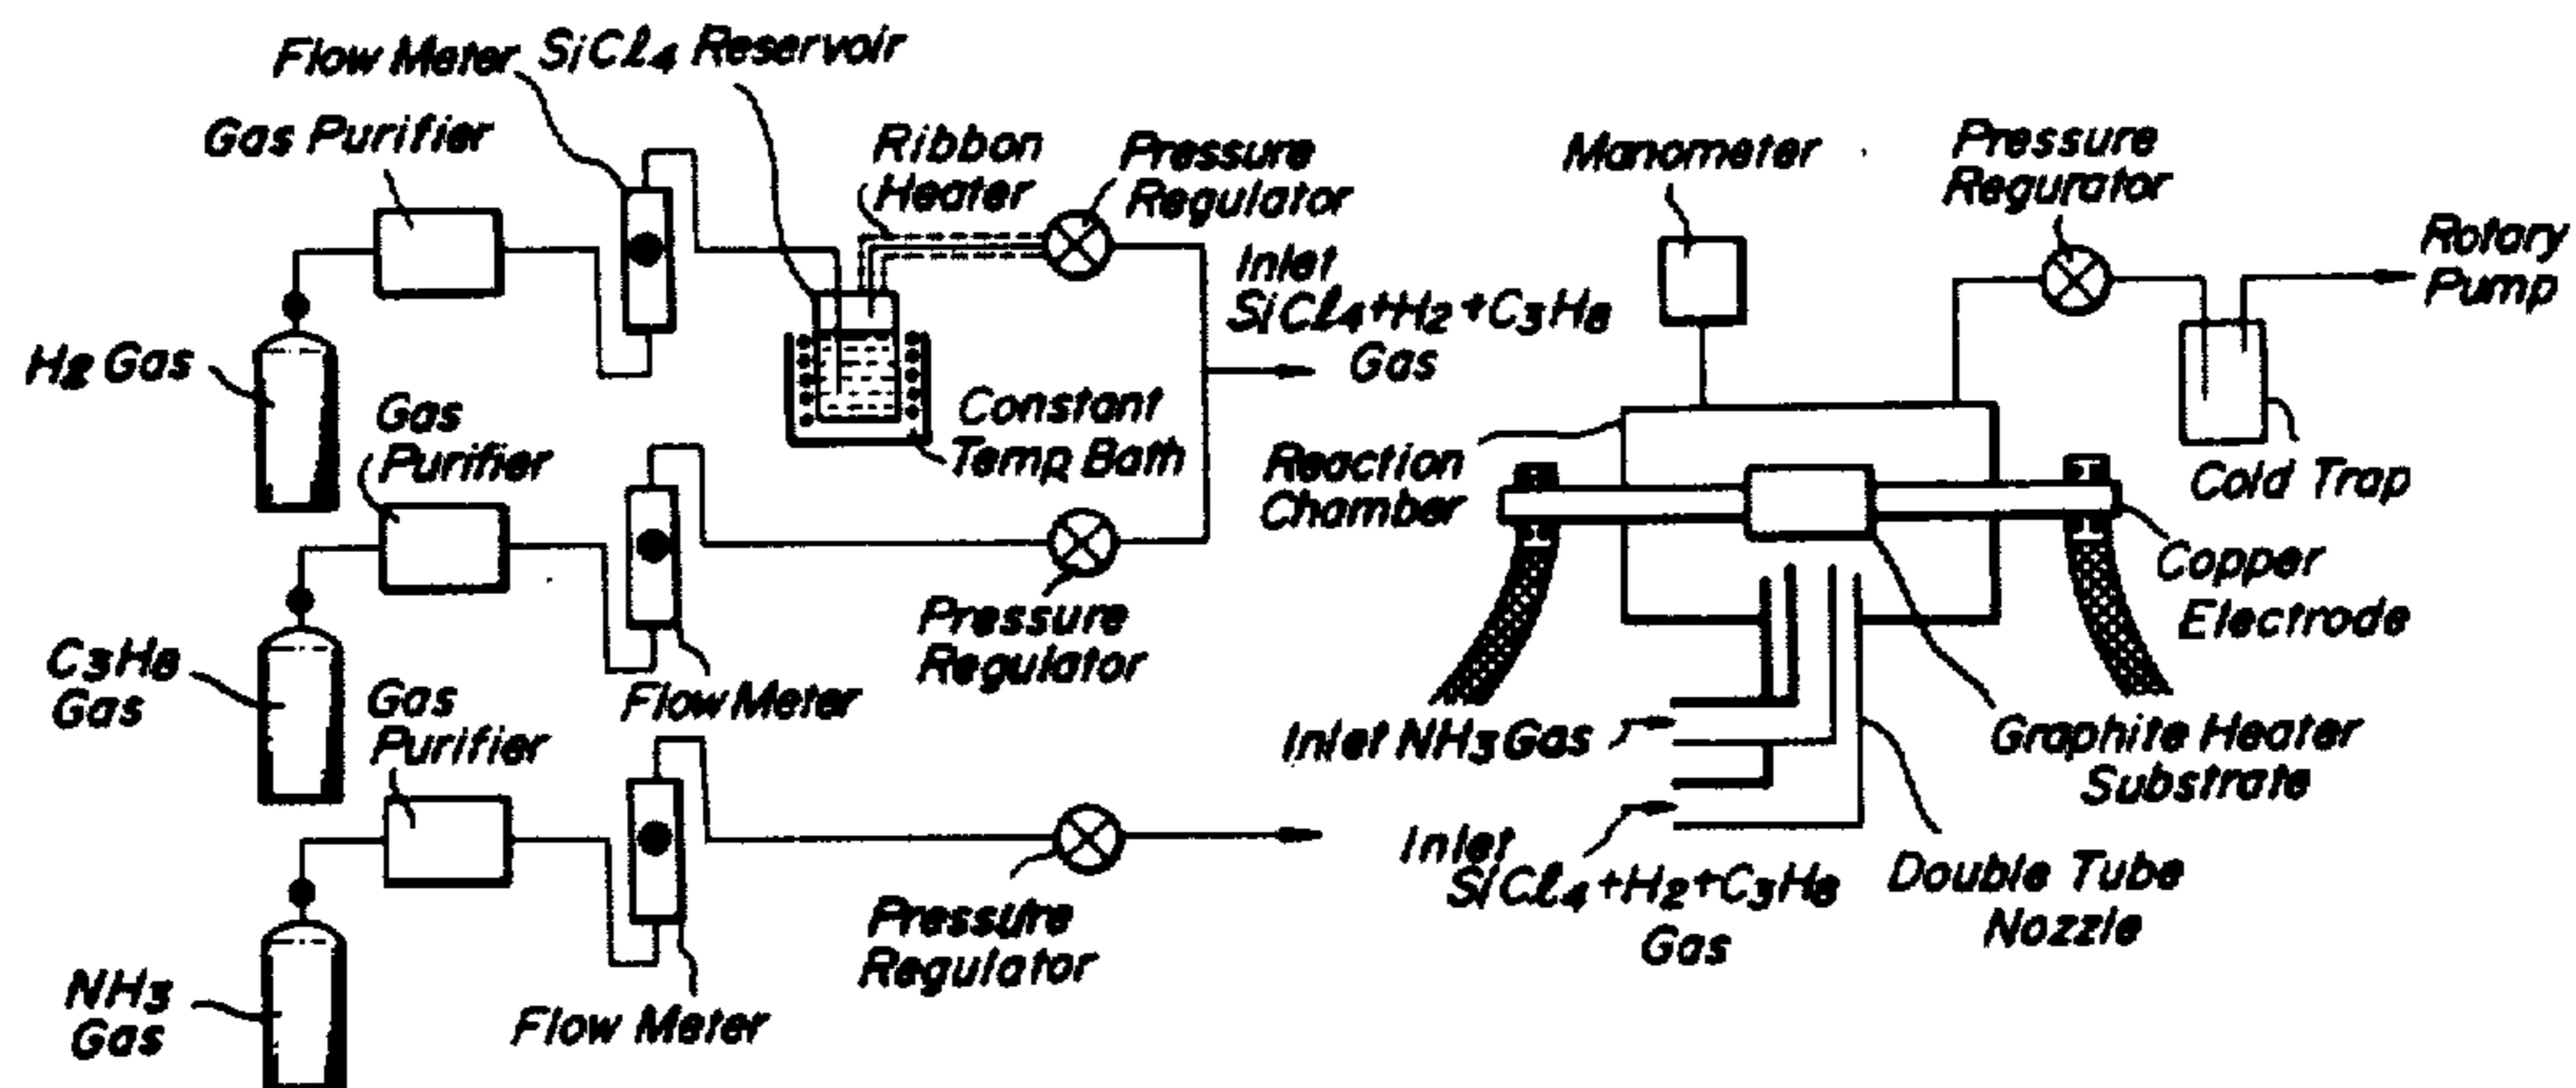 Flow Meter
SiCl4 Reservoir
Gas Purifier
Ribbon
Heater
Pressure
Regulator
H2 Gas
Constant
Temp. Bath
Inlet
SiCl4+H2+C3H8
Gas
Gas
Purifier
C3H8
Gas
Flow Meter
Pressure
Regulator
Gas
Purifier
NH3
Gas
Flow Meter
Pressure
Regulator
Manometer
Pressure
Regurator
Rotary
Pump
Cold Trap
Reaction
Chamber
Copper
Electrode
Inlet NH3 Gas
Graphite Heater
Substrate
Inlet
SiCl4+H2+C3H8
Gas
Double Tube
Nozzle